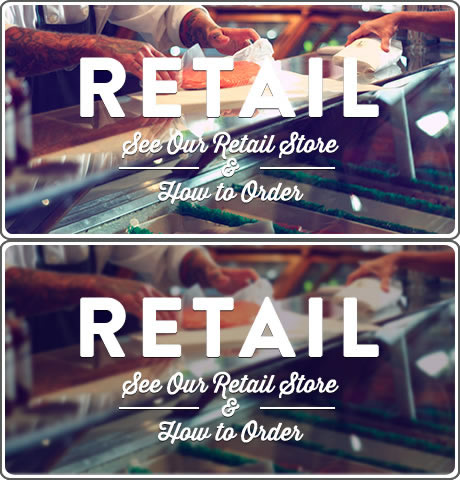 RETAIL
See Our Retail Store
&
How to Order
RETAIL
See Our Retail Store
&
How to Order